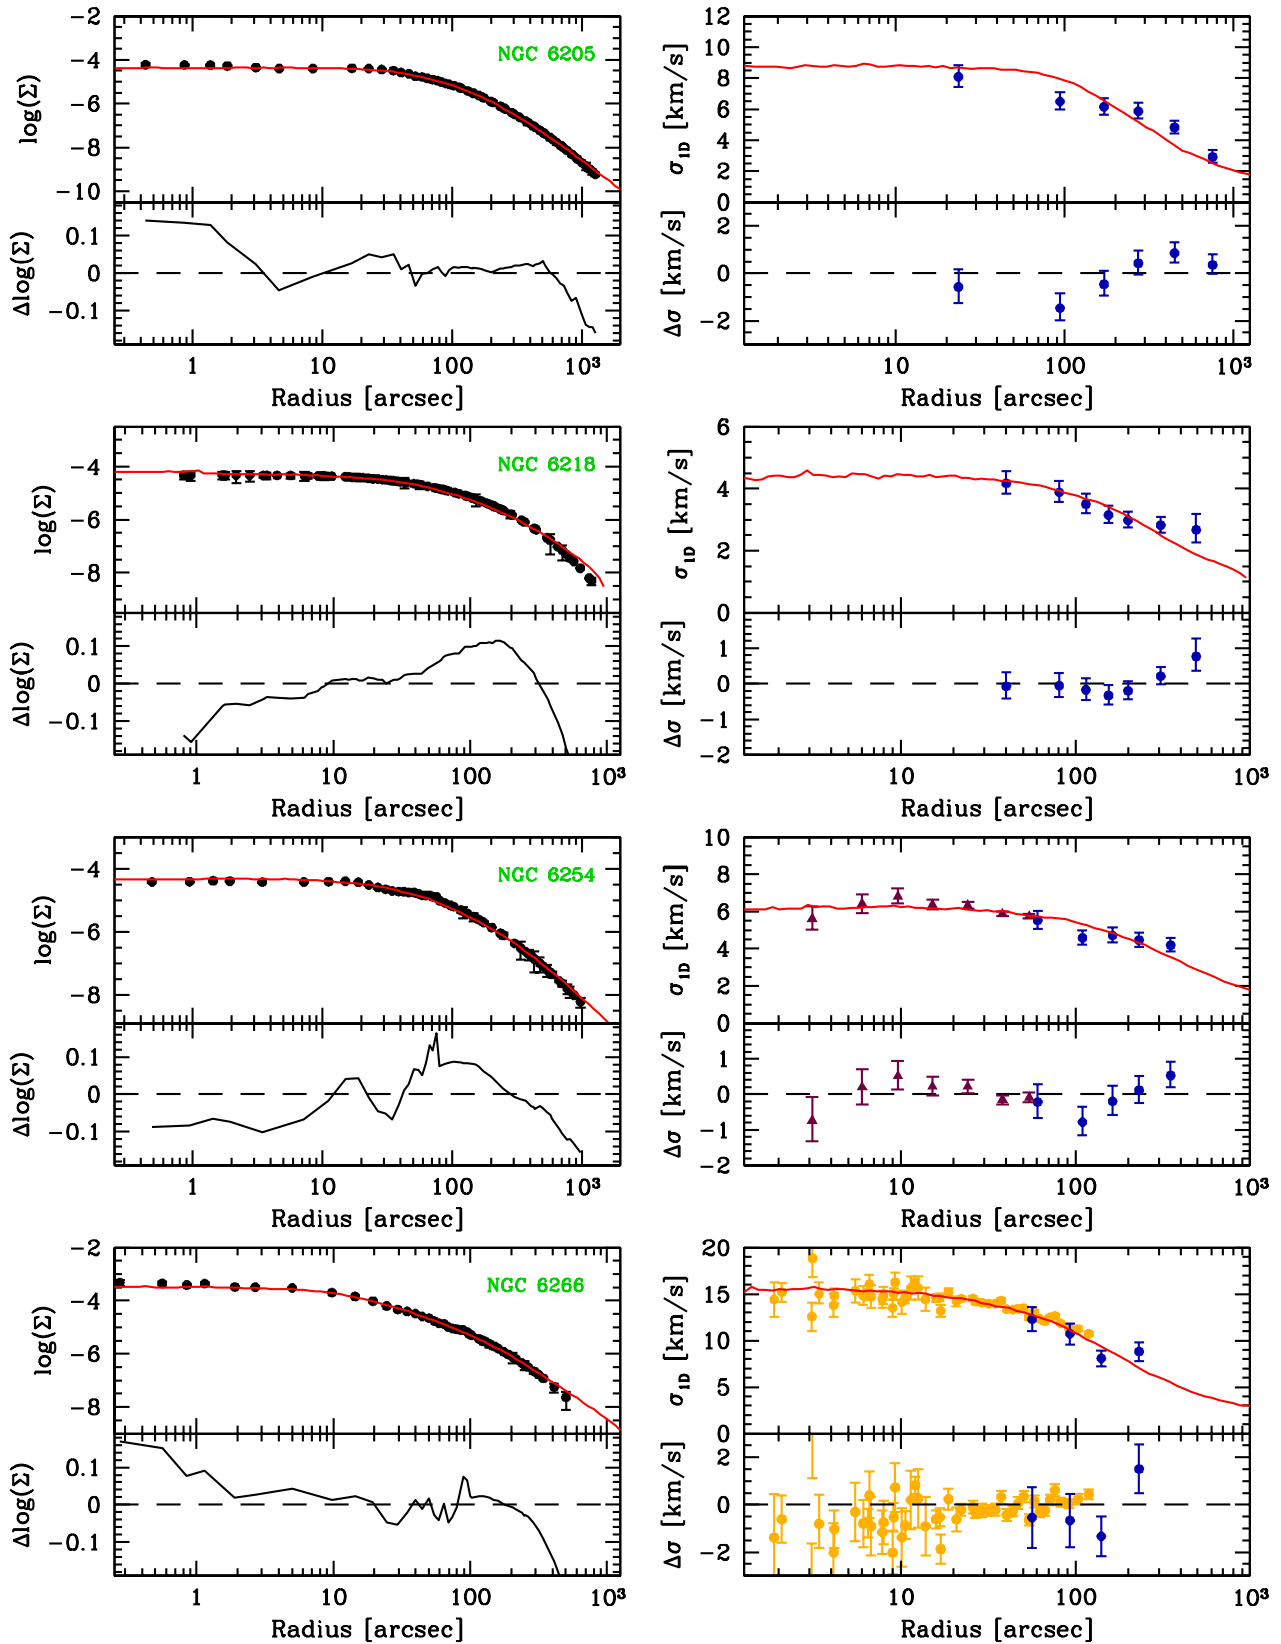 −2
−4
−6
−8
−10
log(Σ)
NGC 6205
0.1
0
−0.1
Δlog(Σ)
1 10 100 10³
Radius [arcsec]
12
10
8
6
4
2
0
σ1D [km/s]
2
0
−2
Δσ [km/s]
10 100 10³
Radius [arcsec]
−4
−6
−8
log(Σ)
NGC 6218
0.1
0
−0.1
Δlog(Σ)
1 10 100 10³
Radius [arcsec]
6
4
2
0
σ1D [km/s]
1
0
−1
−2
Δσ [km/s]
10 100 10³
Radius [arcsec]
−4
−6
−8
log(Σ)
NGC 6254
0.1
0
−0.1
Δlog(Σ)
1 10 100 10³
Radius [arcsec]
10
8
6
4
2
0
σ1D [km/s]
1
0
−1
−2
Δσ [km/s]
10 100 10³
Radius [arcsec]
−2
−4
−6
−8
log(Σ)
NGC 6266
0.1
0
−0.1
Δlog(Σ)
1 10 100 10³
Radius [arcsec]
20
15
10
5
0
σ1D [km/s]
2
0
−2
Δσ [km/s]
10 100 10³
Radius [arcsec]